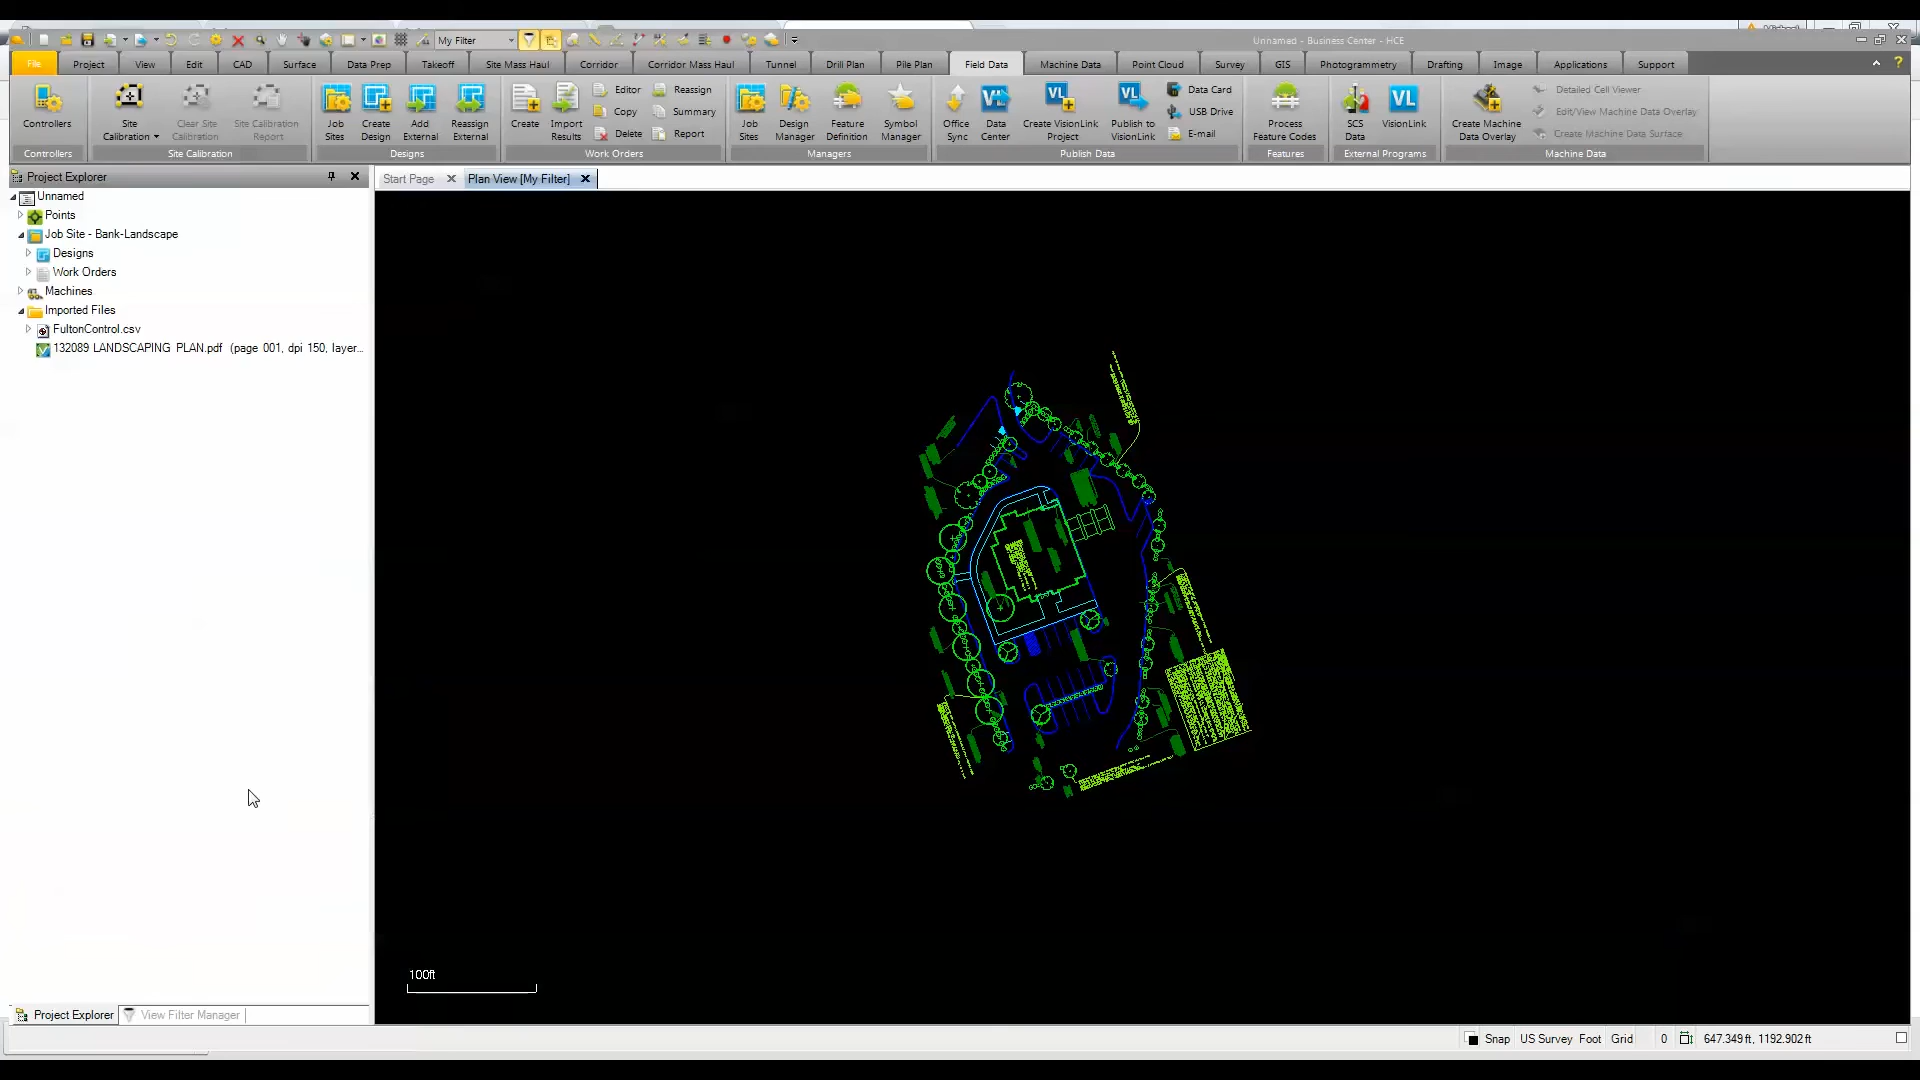 My Filter
Unnamed - Business Center - HCE
File Project View Edit CAD Surface Data Prep Takeoff Site Mass Haul Corridor Corridor Mass Haul Tunnel Drill Plan Pile Plan Field Data Machine Data Point Cloud Survey GIS Photogrammetry Drafting Image Applications Support
Controllers
Controllers
Site Calibration
Clear Site Calibration
Site Calibration Report
Site Calibration
Job Sites
Create Design
Add External
Reassign External
Designs
Create
Import Results
Editor
Copy
Delete
Reassign
Summary
Report
Work Orders
Job Sites
Design Manager
Feature Definition
Symbol Manager
Managers
Office Sync
Data Center
Create VisionLink Project
Publish to VisionLink
Data Card
USB Drive
E-mail
Publish Data
Process Feature Codes
Features
SCS Data
VL
VisionLink
External Programs
Create Machine Data Overlay
Detailed Cell Viewer
Edit/View Machine Data Overlay
Create Machine Data Surface
Machine Data
Project Explorer
Start Page
Plan View [My Filter]
Unnamed
Points
Job Site - Bank-Landscape
Designs
Work Orders
Machines
Imported Files
FultonControl.csv
132089 LANDSCAPING PLAN.pdf (page 001, dpi 150, layer...
100ft
Project Explorer
View Filter Manager
Snap US Survey Foot Grid 0 647.349 ft, 1192.902 ft